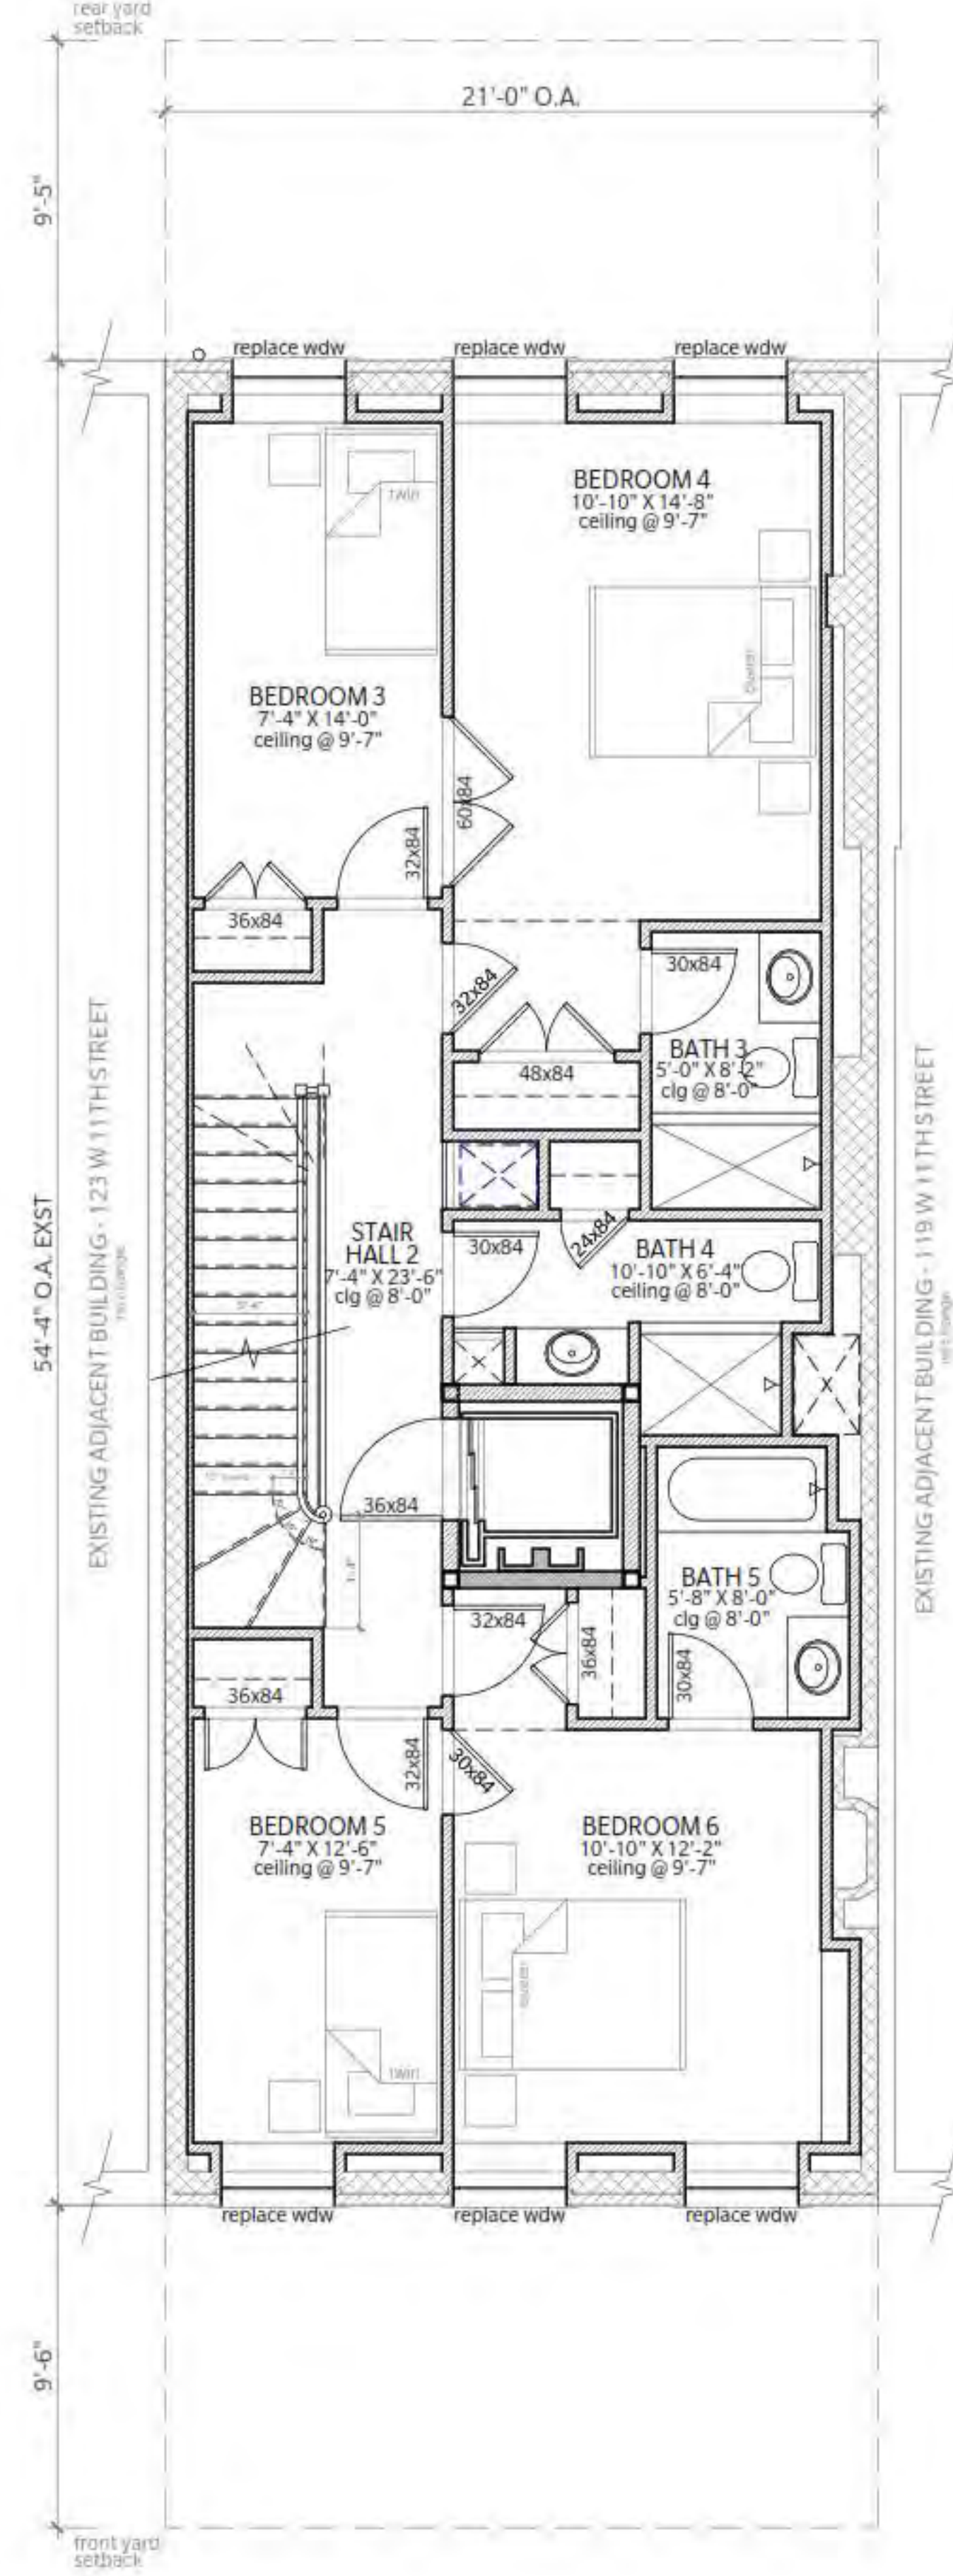 rear yard
setback
21'-0" O.A.
9'-5"
replace wdw
replace wdw
replace wdw
BEDROOM 4
10'-10" X 14'-8"
ceiling @ 9'-7"
Twin
Queen
BEDROOM 3
7'-4" X 14'-0"
ceiling @ 9'-7"
60x84
32x84
36x84
32x84
30x84
BATH 3
5'-0" X 8'-2"
clg @ 8'-0"
48x84
54'-4" O.A. EXST
EXISTING ADJACENT BUILDING - 123 W 11TH STREET
EXISTING ADJACENT BUILDING - 119 W 11TH STREET
STAIR
HALL 2
7'-4" X 23'-6"
clg @ 8'-0"
30x84
24x84
BATH 4
10'-10" X 6'-4"
ceiling @ 8'-0"
36x84
BATH 5
5'-8" X 8'-0"
clg @ 8'-0"
32x84
36x84
30x84
36x84
32x84
30x84
BEDROOM 5
7'-4" X 12'-6"
ceiling @ 9'-7"
BEDROOM 6
10'-10" X 12'-2"
ceiling @ 9'-7"
Queen
Twin
replace wdw
replace wdw
replace wdw
9'-6"
front yard
setback